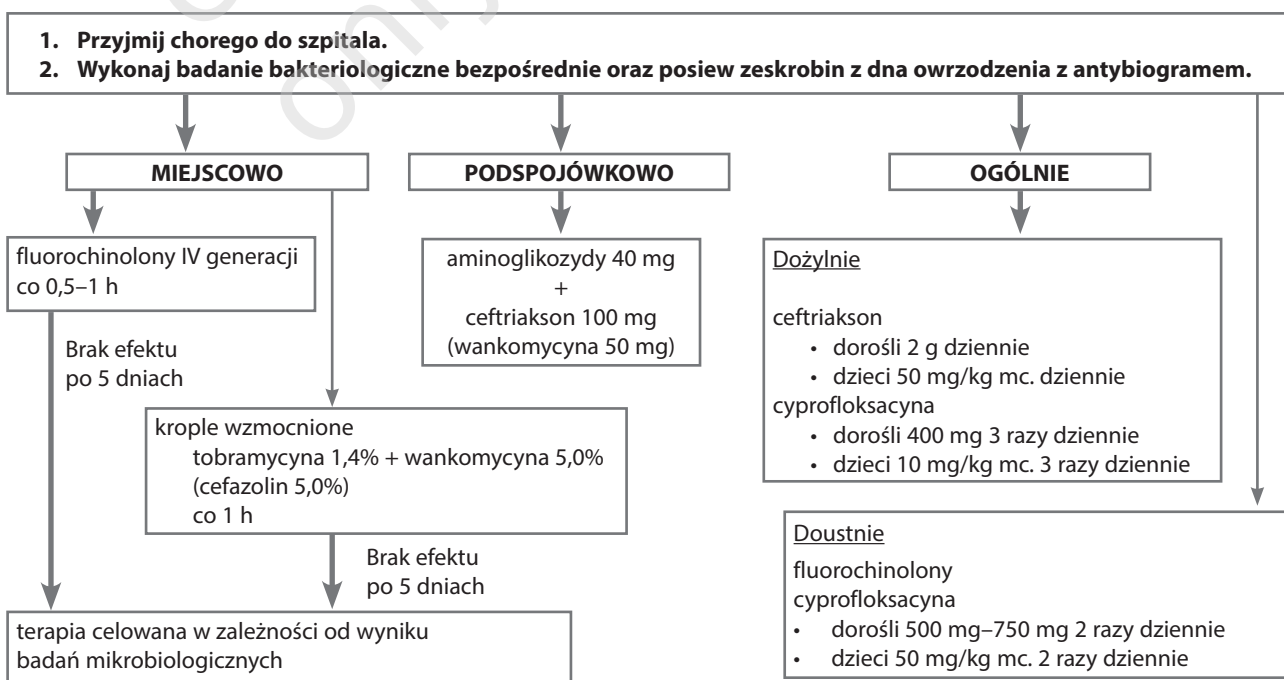 1. Przyjmij chorego do szpitala.
2. Wykonaj badanie bakteriologiczne bezpośrednie oraz posiew zeskrobin z dna owrzodzenia z antybiogramem.
MIEJSCOWO
PODSPOJÓWKOWO
OGÓLNIE
fluorochinolony IV generacji
co 0,5–1 h
Brak efektu
po 5 dniach
krople wzmocnione
tobramycyna 1,4% + wankomycyna 5,0%
(cefazolin 5,0%)
co 1 h
Brak efektu
po 5 dniach
terapia celowana w zależności od wyniku
badań mikrobiologicznych
aminoglikozydy 40 mg
+
ceftriakson 100 mg
(wankomycyna 50 mg)
Dożylnie
ceftriakson
• dorośli 2 g dziennie
• dzieci 50 mg/kg mc. dziennie
cyprofloksacyna
• dorośli 400 mg 3 razy dziennie
• dzieci 10 mg/kg mc. 3 razy dziennie
Doustnie
fluorochinolony
cyprofloksacyna
• dorośli 500 mg–750 mg 2 razy dziennie
• dzieci 50 mg/kg mc. 2 razy dziennie